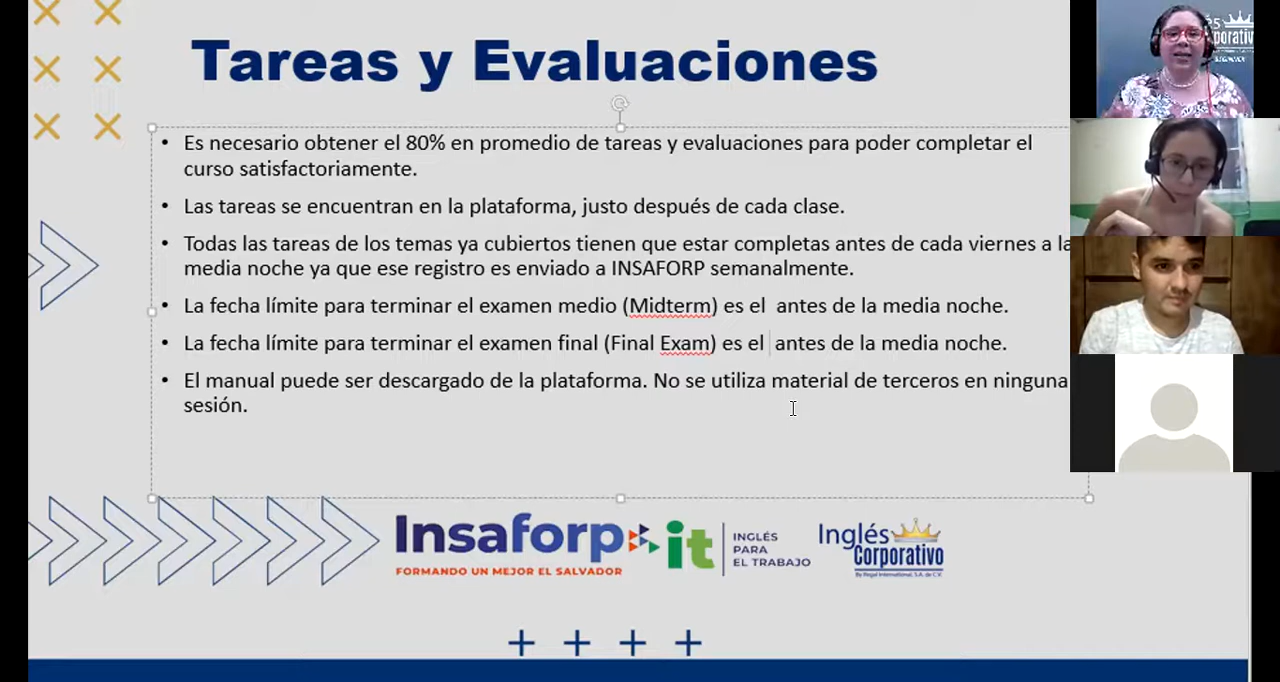 Tareas y Evaluaciones
• Es necesario obtener el 80% en promedio de tareas y evaluaciones para poder completar el
curso satisfactoriamente.
• Las tareas se encuentran en la plataforma, justo después de cada clase.
• Todas las tareas de los temas ya cubiertos tienen que estar completas antes de cada viernes a la
media noche ya que ese registro es enviado a INSAFORP semanalmente.
• La fecha límite para terminar el examen medio (Midterm) es el  antes de la media noche.
• La fecha límite para terminar el examen final (Final Exam) es el  antes de la media noche.
• El manual puede ser descargado de la plataforma. No se utiliza material de terceros en ninguna
sesión.
Insaforp
FORMANDO UN MEJOR EL SALVADOR
it
INGLÉS
PARA
EL TRABAJO
Inglés
Corporativo
By Regal International, S.A. de C.V.